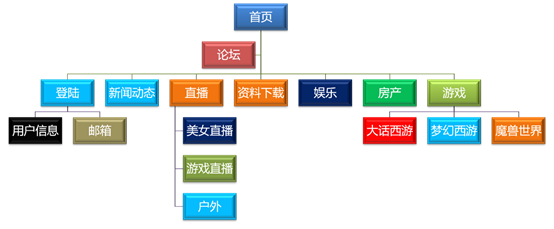 首页
论坛
登陆
新闻动态
直播
资料下载
娱乐
房产
游戏
用户信息
邮箱
美女直播
大话西游
梦幻西游
魔兽世界
游戏直播
户外